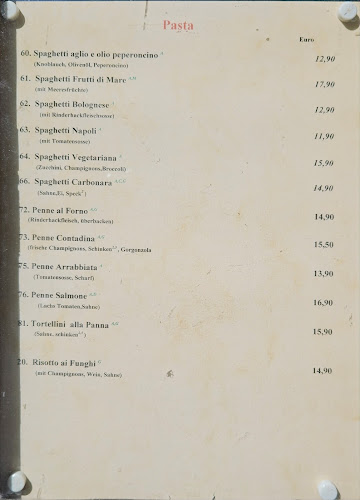 Pasta
Euro
60. Spaghetti aglio e olio peperoncino 12,90
(Knoblauch, Olivenöl, Peperoncino)
61. Spaghetti Frutti di Mare 17,90
(mit Meeresfrüchte)
62. Spaghetti Bolognese 12,90
(mit Rinderhackfleischsosse)
63. Spaghetti Napoli 11,90
(mit Tomatensosse)
64. Spaghetti Vegetariana 15,90
(Zucchini, Champignons,Broccoli)
66. Spaghetti Carbonara 14,90
(Sahne,Ei, Speck)
72. Penne al Forno 14,90
(Rinderhackfleisch, überbacken)
73. Penne Contadina 15,50
(frische Champignons, Schinken, Gorgonzola
75. Penne Arrabbiata 13,90
(Tomatensosse, Scharf)
76. Penne Salmone 16,90
(Lachs Tomaten,Sahne)
81. Tortellini alla Panna 15,90
(Sahne, schinken)
20. Risotto ai Funghi 14,90
(mit Champignons, Wein, Sahne)